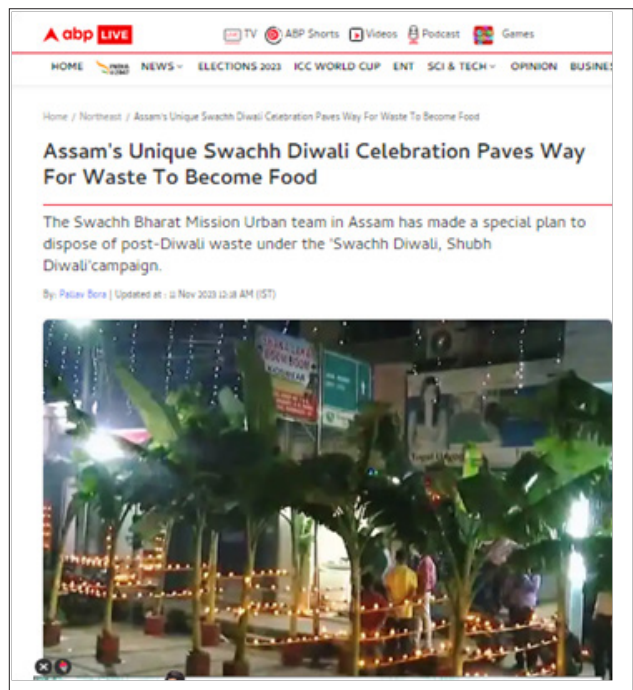 abp LIVE
LIVE TV ABP Shorts Videos Podcast Games
HOME NEWS ELECTIONS 2023 ICC WORLD CUP ENT SCI & TECH OPINION BUSINES
Home / Northeast / Assam's Unique Swachh Diwali Celebration Paves Way For Waste To Become Food
Assam's Unique Swachh Diwali Celebration Paves Way
For Waste To Become Food
The Swachh Bharat Mission Urban team in Assam has made a special plan to
dispose of post-Diwali waste under the 'Swachh Diwali, Shubh
Diwali'campaign.
By: Pallav Bora | Updated at : 11 Nov 2023 12:18 AM (IST)